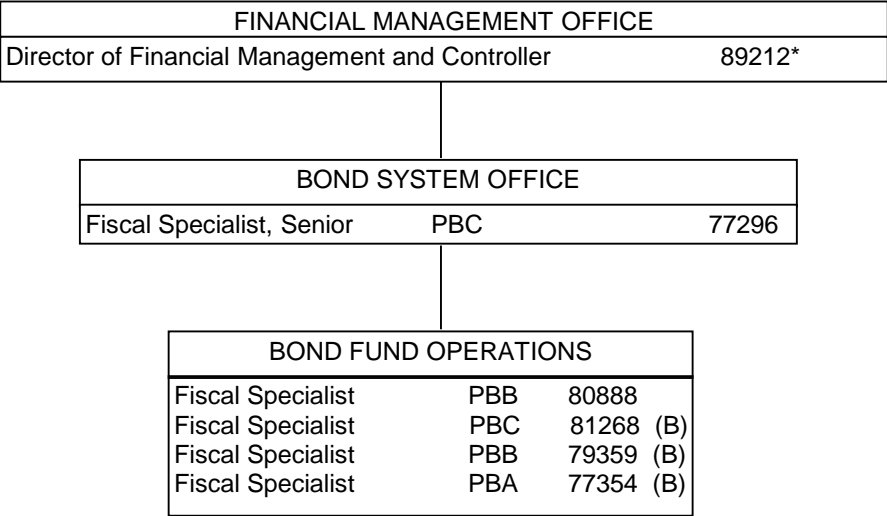 FINANCIAL MANAGEMENT OFFICE
Director of Financial Management and Controller 89212*
BOND SYSTEM OFFICE
Fiscal Specialist, Senior PBC 77296
BOND FUND OPERATIONS
Fiscal Specialist PBB 80888
Fiscal Specialist PBC 81268 (B)
Fiscal Specialist PBB 79359 (B)
Fiscal Specialist PBA 77354 (B)